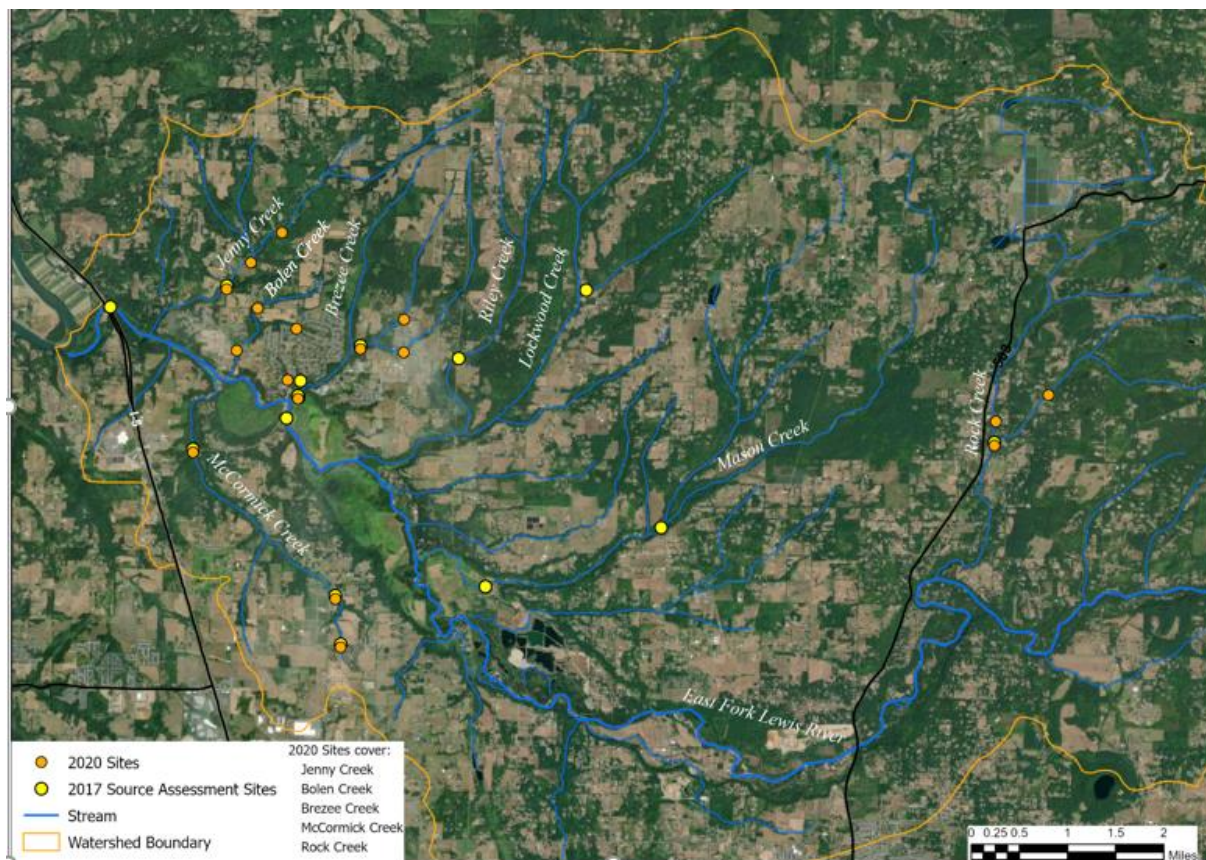 Jenny Creek
Bolen Creek
Brezee Creek
Riley Creek
Lockwood Creek
Mason Creek
Rock Creek
503
I-5
McCormick Creek
East Fork Lewis River
2020 Sites
2017 Source Assessment Sites
Stream
Watershed Boundary
2020 Sites cover:
Jenny Creek
Bolen Creek
Brezee Creek
McCormick Creek
Rock Creek
0 0.25 0.5 1 1.5 2
Miles